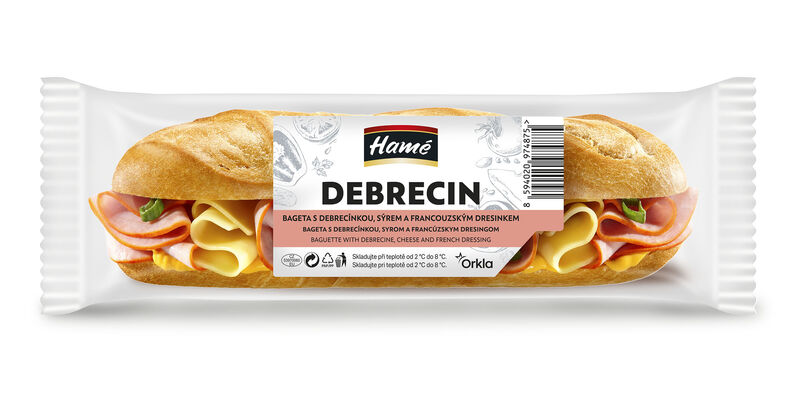 Hamé
DEBRECIN
BAGETA S DEBRECÍNKOU, SÝREM A FRANCOUZSKÝM DRESINKEM
BAGETA S DEBRECÍNKOU, SYROM A FRANCÚZSKYM DRESINGOM
BAGUETTE WITH DEBRECINE, CHEESE AND FRENCH DRESSING
Skladujte při teplotě od 2 °C do 8 °C.
Skladujte pri teplote od 2 °C do 8 °C.
Orkla
8 594020 974875 >